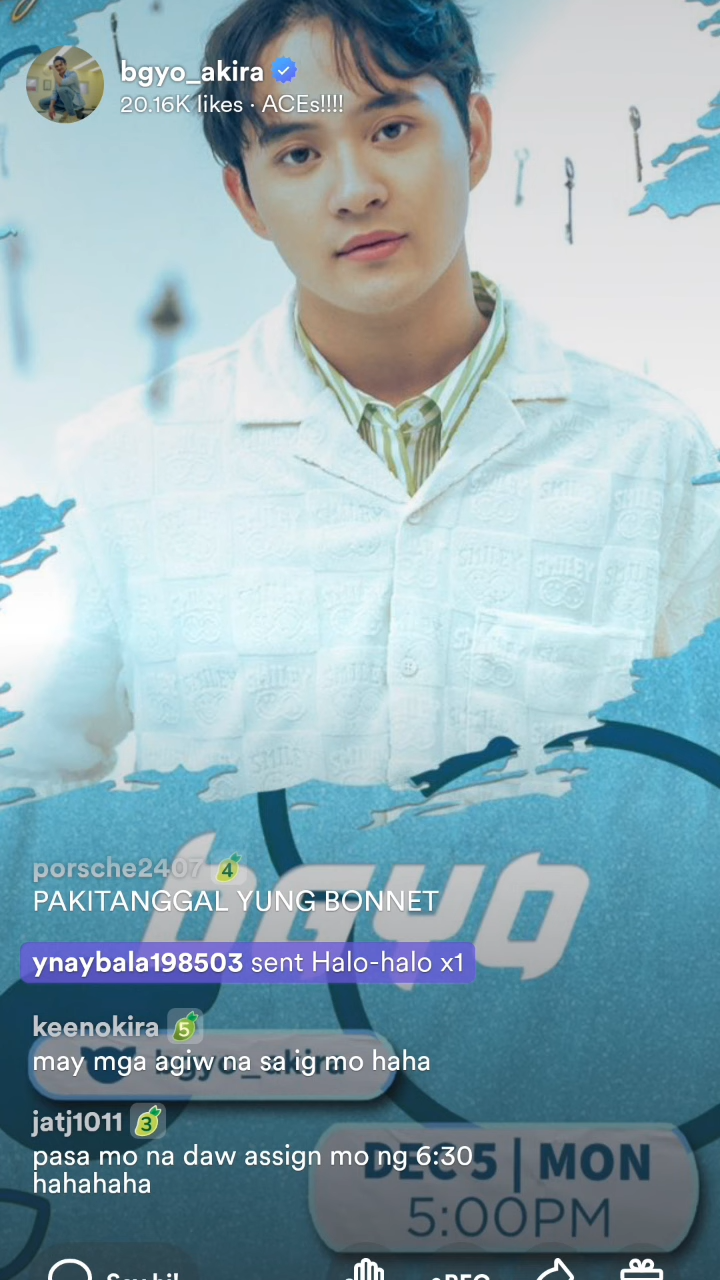 bgyo_akira
20.16K likes · ACEs!!!!
porsche2407 4
PAKITANGGAL YUNG BONNET
BGYO
ynaybala198503 sent Halo-halo x1
keenokira 5
may mga agiw na sa ig mo haha
bgyo_akira
jatj1011 3
pasa mo na daw assign mo ng 6:30
hahahaha
DEC 5 | MON
5:00PM